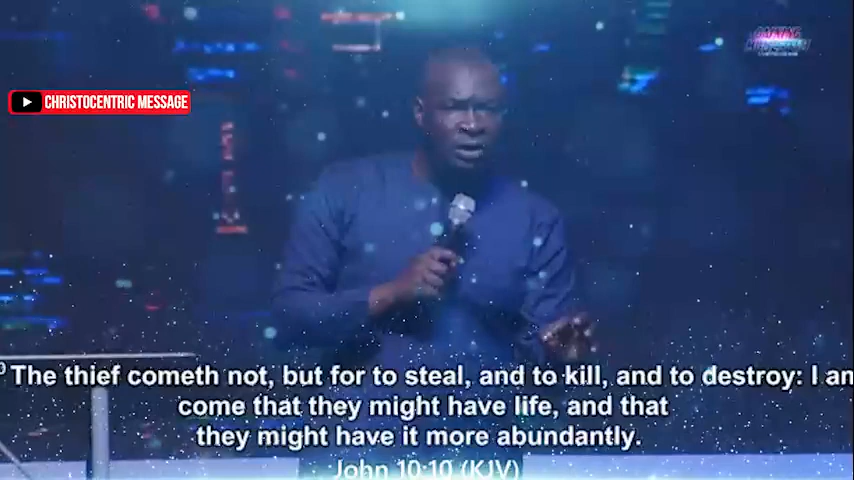 CHRISTOCENTRIC MESSAGE
The thief cometh not, but for to steal, and to kill, and to destroy: I am
come that they might have life, and that
they might have it more abundantly.
John 10:10 (KJV)